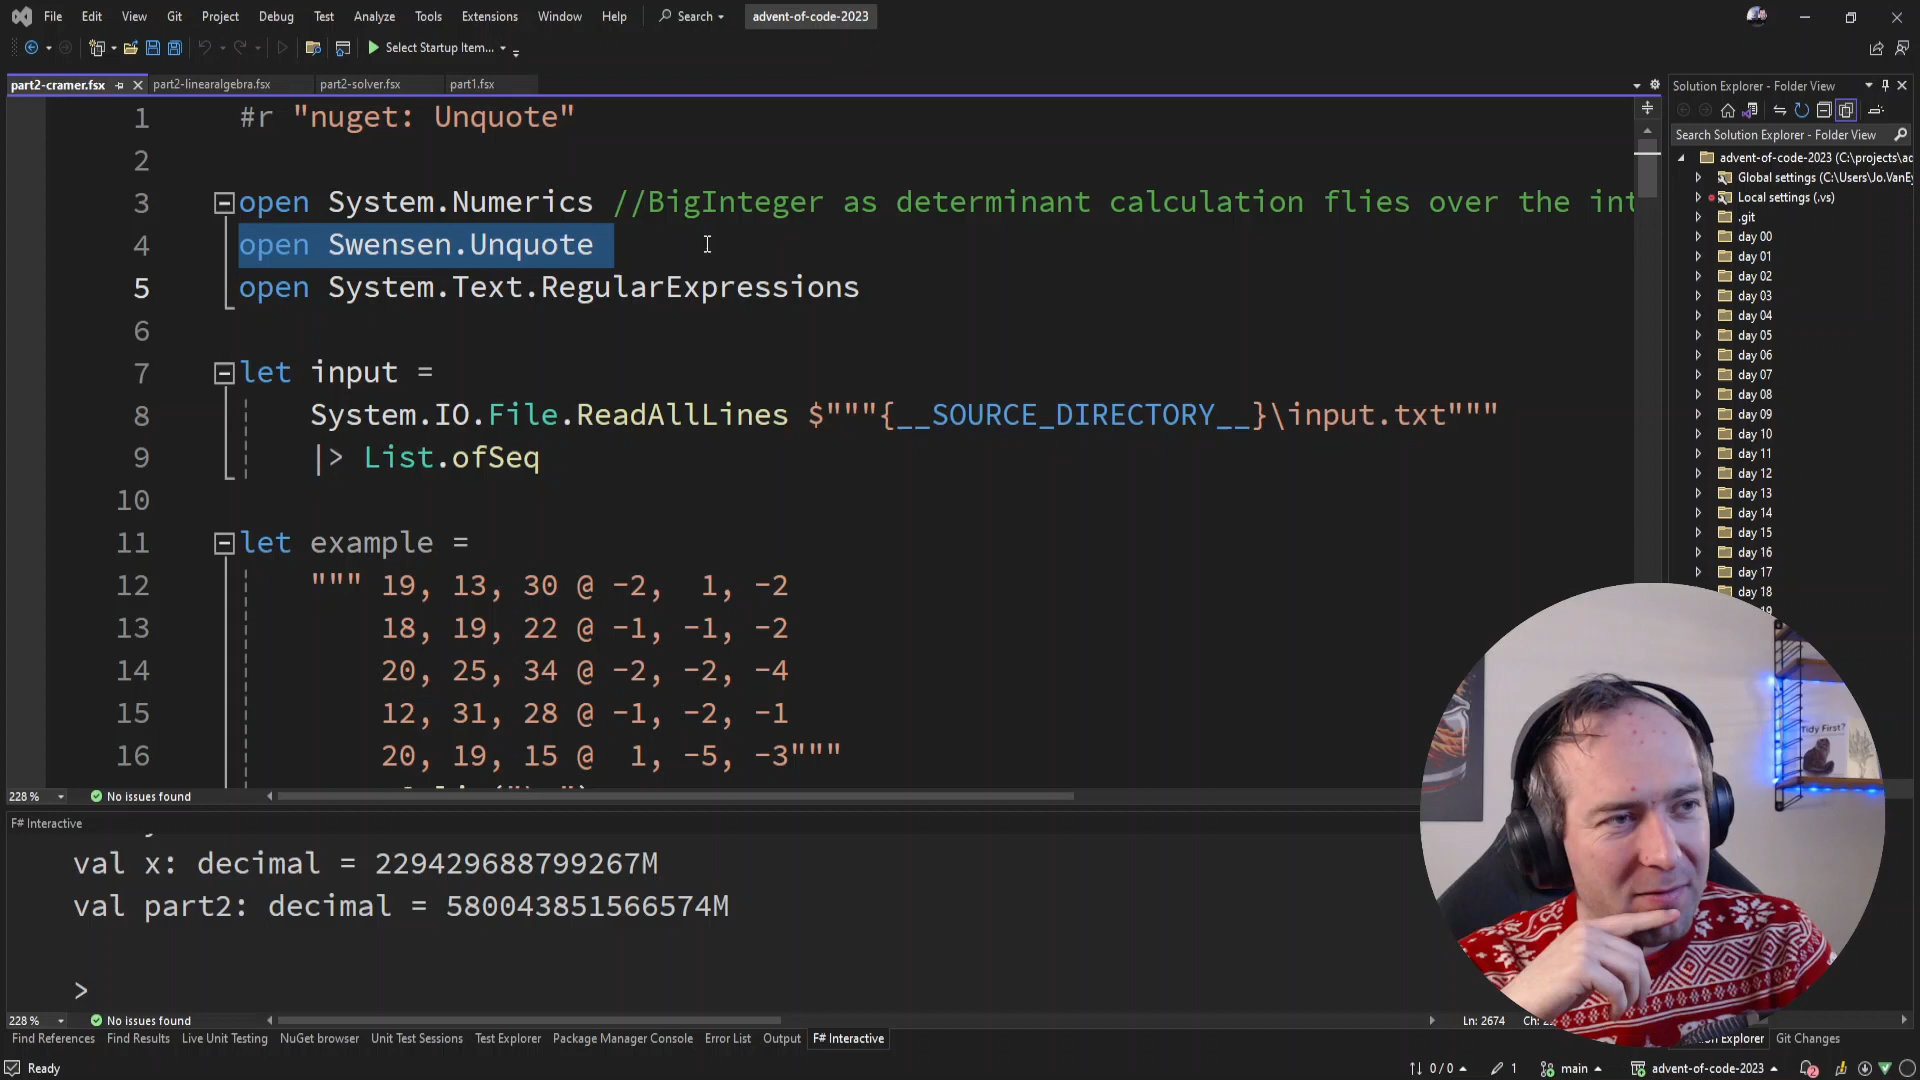 File Edit View Git Project Debug Test Analyze Tools Extensions Window Help Search advent-of-code-2023
Select Startup Item...
part2-cramer.fsx part2-linearalgebra.fsx part2-solver.fsx part1.fsx
1 #r "nuget: Unquote"
2
3 open System.Numerics //BigInteger as determinant calculation flies over the int
4 open Swensen.Unquote
5 open System.Text.RegularExpressions
6
7 let input =
8 System.IO.File.ReadAllLines $"""{__SOURCE_DIRECTORY__}\input.txt"""
9 |> List.ofSeq
10
11 let example =
12 """ 19, 13, 30 @ -2, 1, -2
13 18, 19, 22 @ -1, -1, -2
14 20, 25, 34 @ -2, -2, -4
15 12, 31, 28 @ -1, -2, -1
16 20, 19, 15 @ 1, -5, -3"""
228 % No issues found
F# Interactive
val x: decimal = 229429688799267M
val part2: decimal = 580043851566574M
>
228 % No issues found
Ln: 2674
Find References Find Results Live Unit Testing NuGet browser Unit Test Sessions Test Explorer Package Manager Console Error List Output F# Interactive
Explorer Git Changes
Ready
0 / 0 1 main advent-of-code-2023
2
Solution Explorer - Folder View
Search Solution Explorer - Folder View
advent-of-code-2023 (C:\projects\ad
Global settings (C:\Users\Jo.VanEy
Local settings (.vs)
.git
day 00
day 01
day 02
day 03
day 04
day 05
day 06
day 07
day 08
day 09
day 10
day 11
day 12
day 13
day 14
day 15
day 16
day 17
day 18
Tidy First?